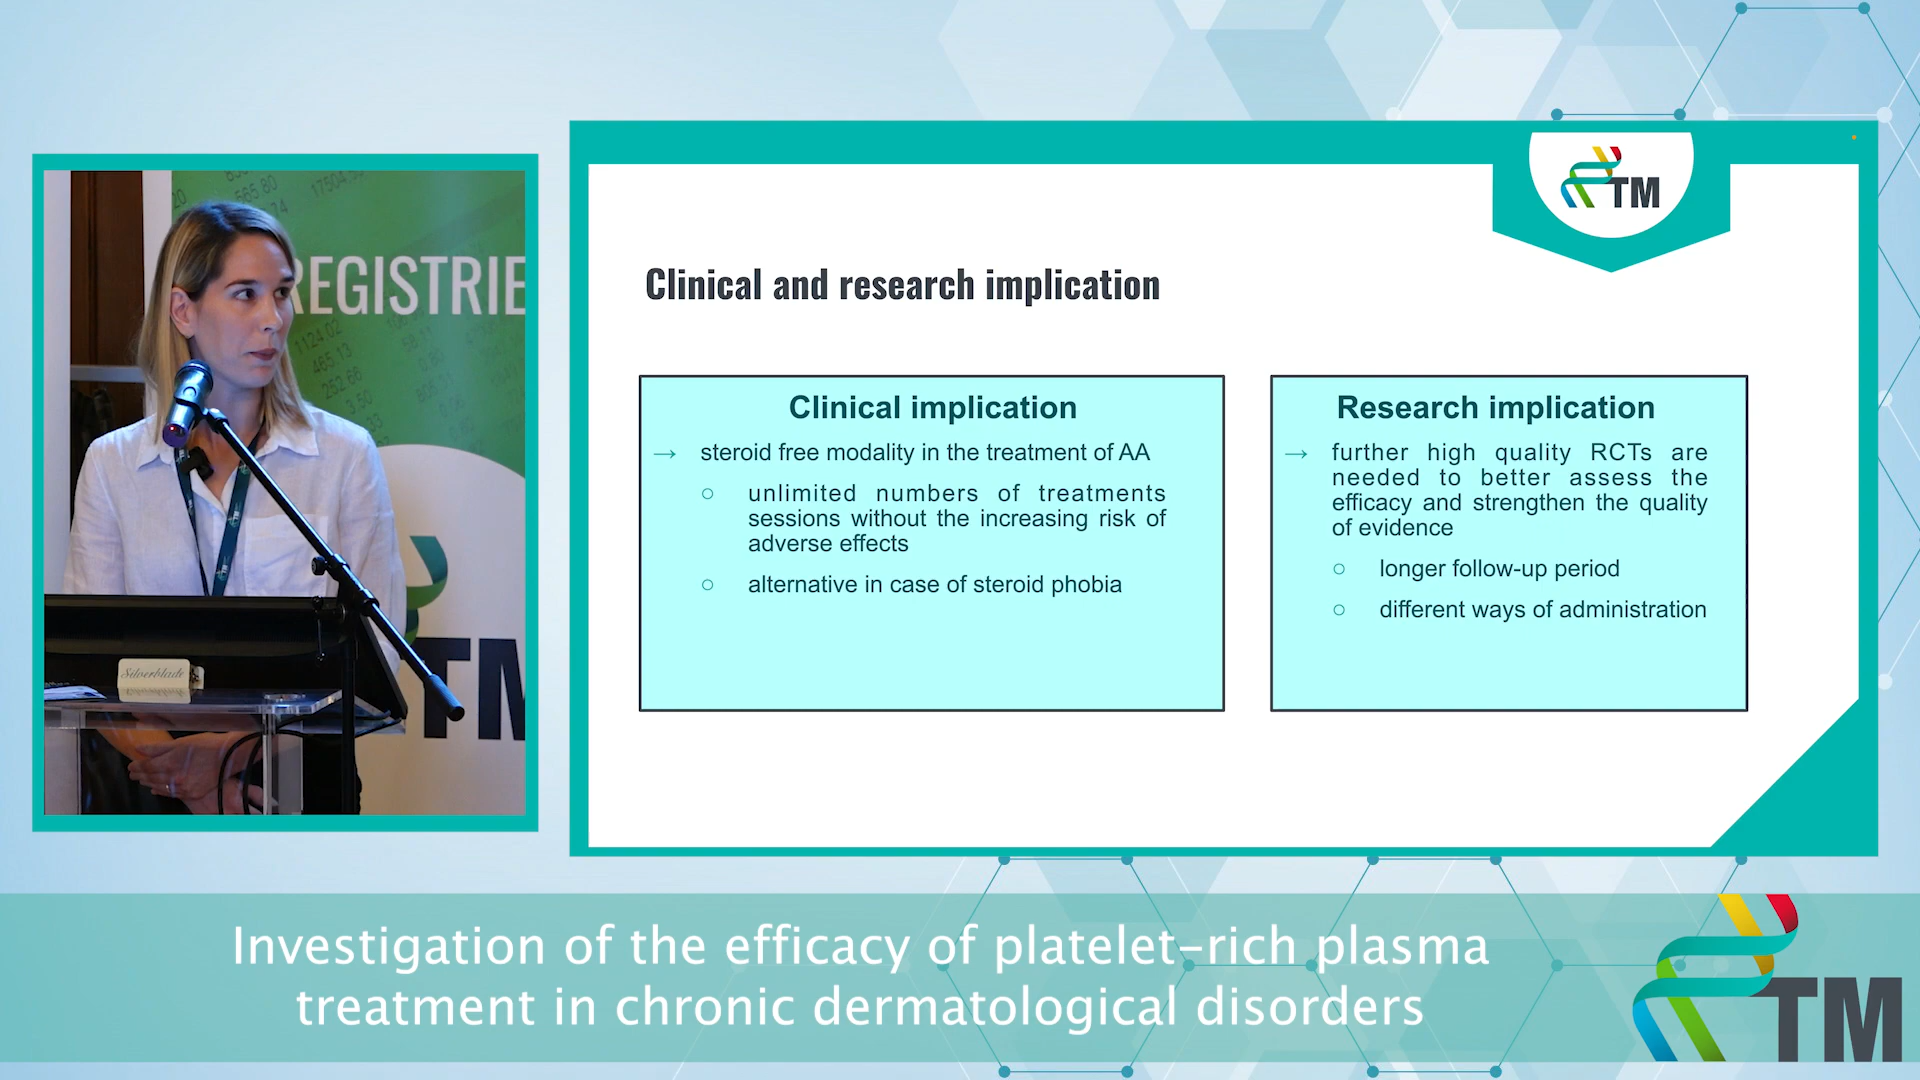 REGISTRIE
TM
Silverblade
TM
Clinical and research implication
Clinical implication
→ steroid free modality in the treatment of AA
○ unlimited numbers of treatments
sessions without the increasing risk of
adverse effects
○ alternative in case of steroid phobia
Research implication
→ further high quality RCTs are
needed to better assess the
efficacy and strengthen the quality
of evidence
○ longer follow-up period
○ different ways of administration
Investigation of the efficacy of platelet-rich plasma
treatment in chronic dermatological disorders
TM